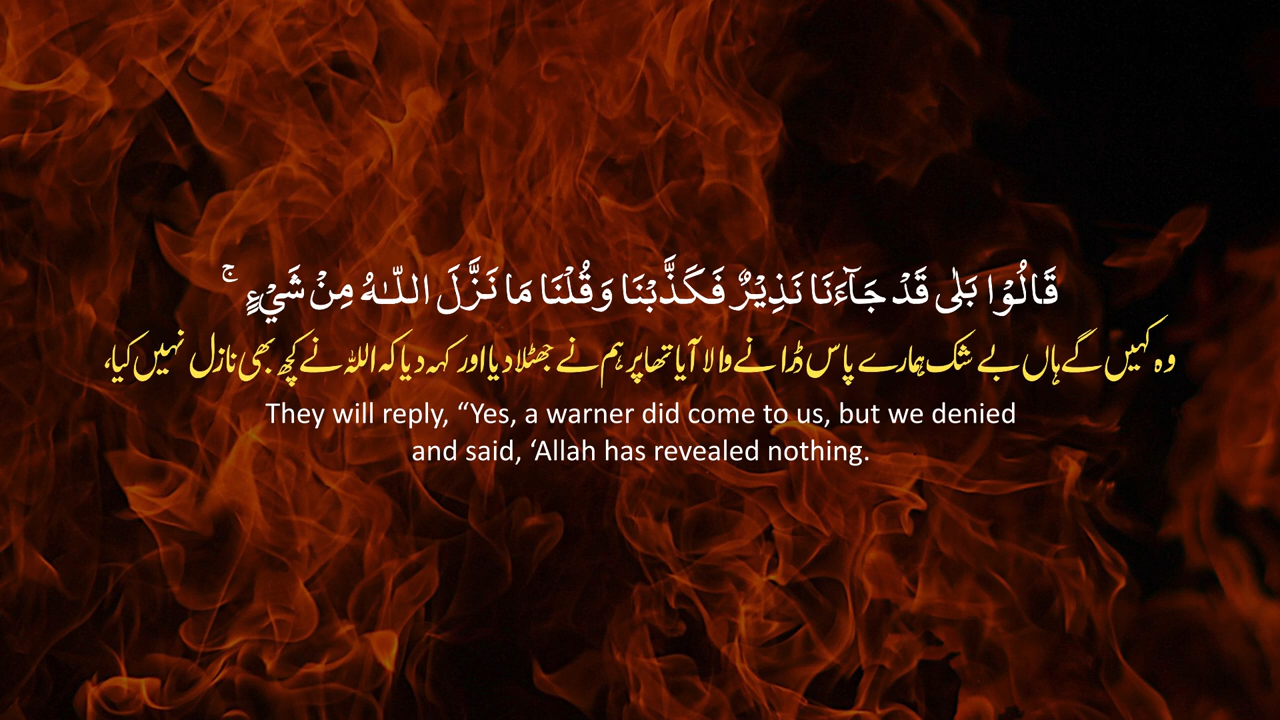 قَالُوْا بَلٰى قَدْ جَآءَنَا نَذِيْرٌ فَكَذَّبْنَا وَقُلْنَا مَا نَزَّلَ اللّٰهُ مِنْ شَيْءٍ ۚ
وہ کہیں گے ہاں بے شک ہمارے پاس ڈرانے والا آیا تھا پر ہم نے جھٹلا دیا اور کہہ دیا کہ اللہ نے کچھ بھی نازل نہیں کیا،
They will reply, “Yes, a warner did come to us, but we denied
and said, ‘Allah has revealed nothing.